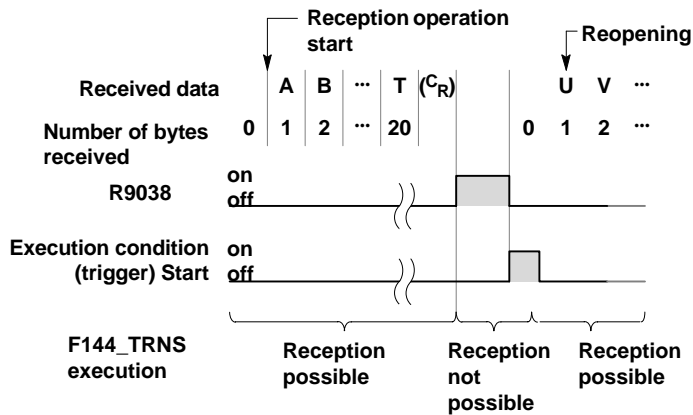 Reception operation
start
Reopening
Received data A B ... T (CR) U V ...
Number of bytes
received 0 1 2 ... 20 0 1 2 ...
R9038 on
off
Execution condition
(trigger) Start on
off
F144_TRNS
execution
Reception
possible
Reception
not
possible
Reception
possible